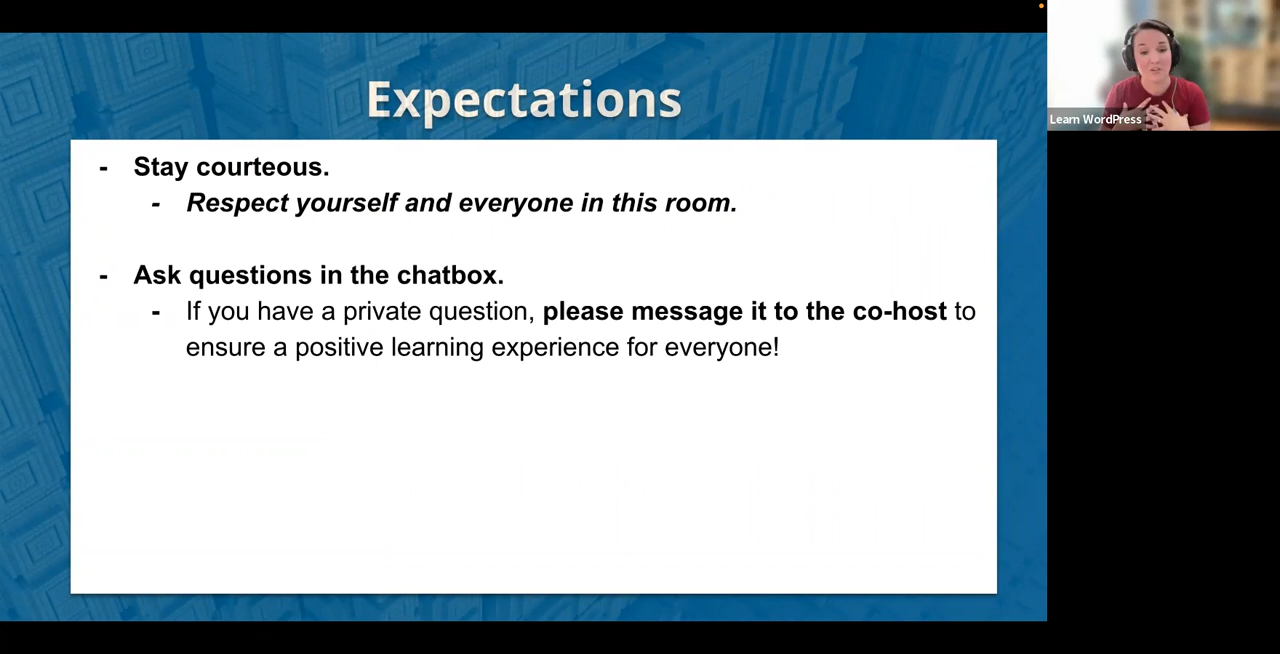 Expectations
- Stay courteous.
- Respect yourself and everyone in this room.
- Ask questions in the chatbox.
- If you have a private question, please message it to the co-host to
ensure a positive learning experience for everyone!
Learn WordPress